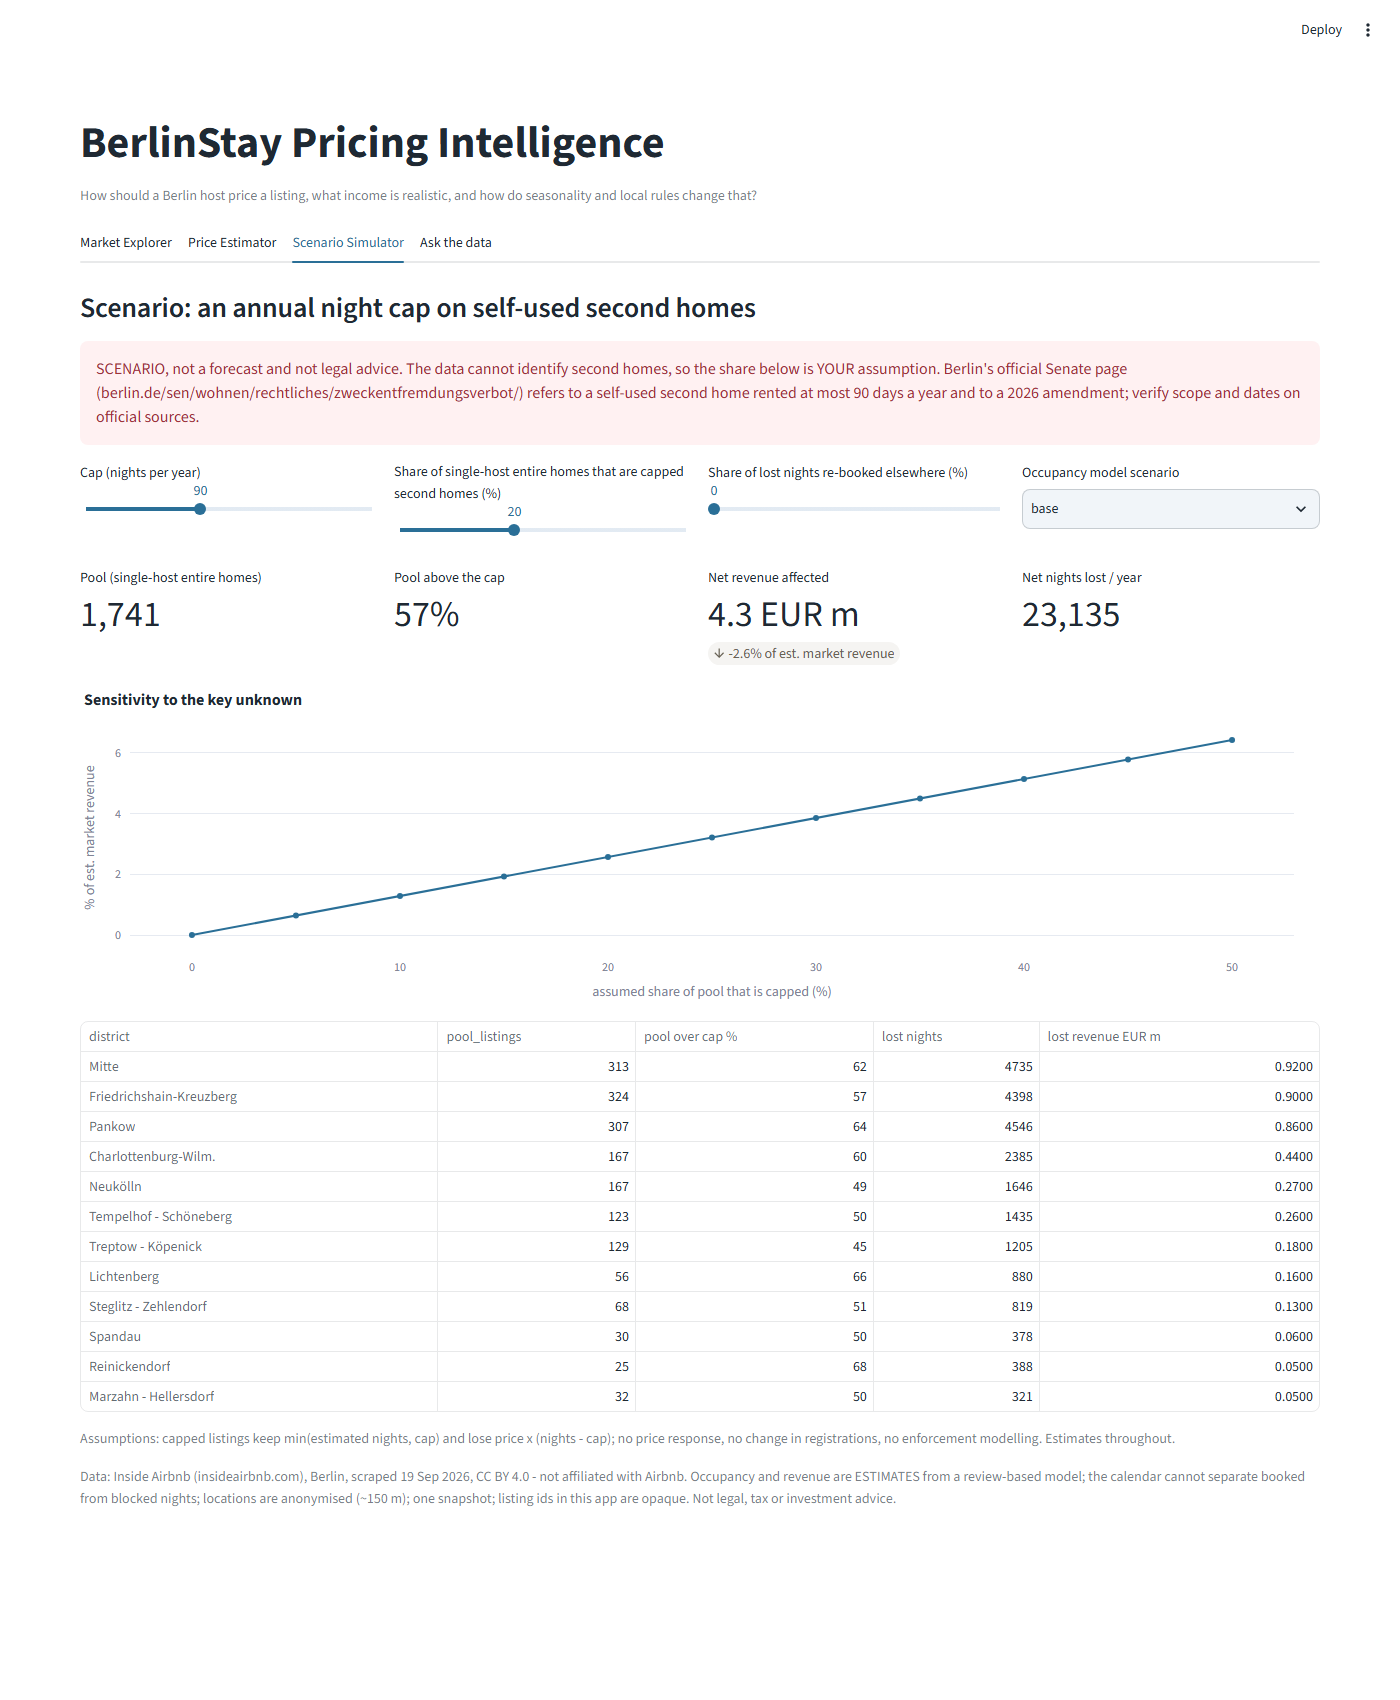 Deploy
BerlinStay Pricing Intelligence
How should a Berlin host price a listing, what income is realistic, and how do seasonality and local rules change that?
Market Explorer Price Estimator Scenario Simulator Ask the data
Scenario: an annual night cap on self-used second homes
SCENARIO, not a forecast and not legal advice. The data cannot identify second homes, so the share below is YOUR assumption. Berlin's official Senate page
(berlin.de/sen/wohnen/rechtliches/zweckentfremdungsverbot/) refers to a self-used second home rented at most 90 days a year and to a 2026 amendment; verify scope and dates on
official sources.
Cap (nights per year)
90
Share of single-host entire homes that are capped
second homes (%)
20
Share of lost nights re-booked elsewhere (%)
0
Occupancy model scenario
base
Pool (single-host entire homes)
1,741
Pool above the cap
57%
Net revenue affected
4.3 EUR m
↓ -2.6% of est. market revenue
Net nights lost / year
23,135
Sensitivity to the key unknown
% of est. market revenue
6
4
2
0
0 10 20 30 40 50
assumed share of pool that is capped (%)
district pool_listings pool over cap % lost nights lost revenue EUR m
Mitte 313 62 4735 0.9200
Friedrichshain-Kreuzberg 324 57 4398 0.9000
Pankow 307 64 4546 0.8600
Charlottenburg-Wilm. 167 60 2385 0.4400
Neukölln 167 49 1646 0.2700
Tempelhof - Schöneberg 123 50 1435 0.2600
Treptow - Köpenick 129 45 1205 0.1800
Lichtenberg 56 66 880 0.1600
Steglitz - Zehlendorf 68 51 819 0.1300
Spandau 30 50 378 0.0600
Reinickendorf 25 68 388 0.0500
Marzahn - Hellersdorf 32 50 321 0.0500
Assumptions: capped listings keep min(estimated nights, cap) and lose price x (nights - cap); no price response, no change in registrations, no enforcement modelling. Estimates throughout.
Data: Inside Airbnb (insideairbnb.com), Berlin, scraped 19 Sep 2026, CC BY 4.0 - not affiliated with Airbnb. Occupancy and revenue are ESTIMATES from a review-based model; the calendar cannot separate booked
from blocked nights; locations are anonymised (~150 m); one snapshot; listing ids in this app are opaque. Not legal, tax or investment advice.